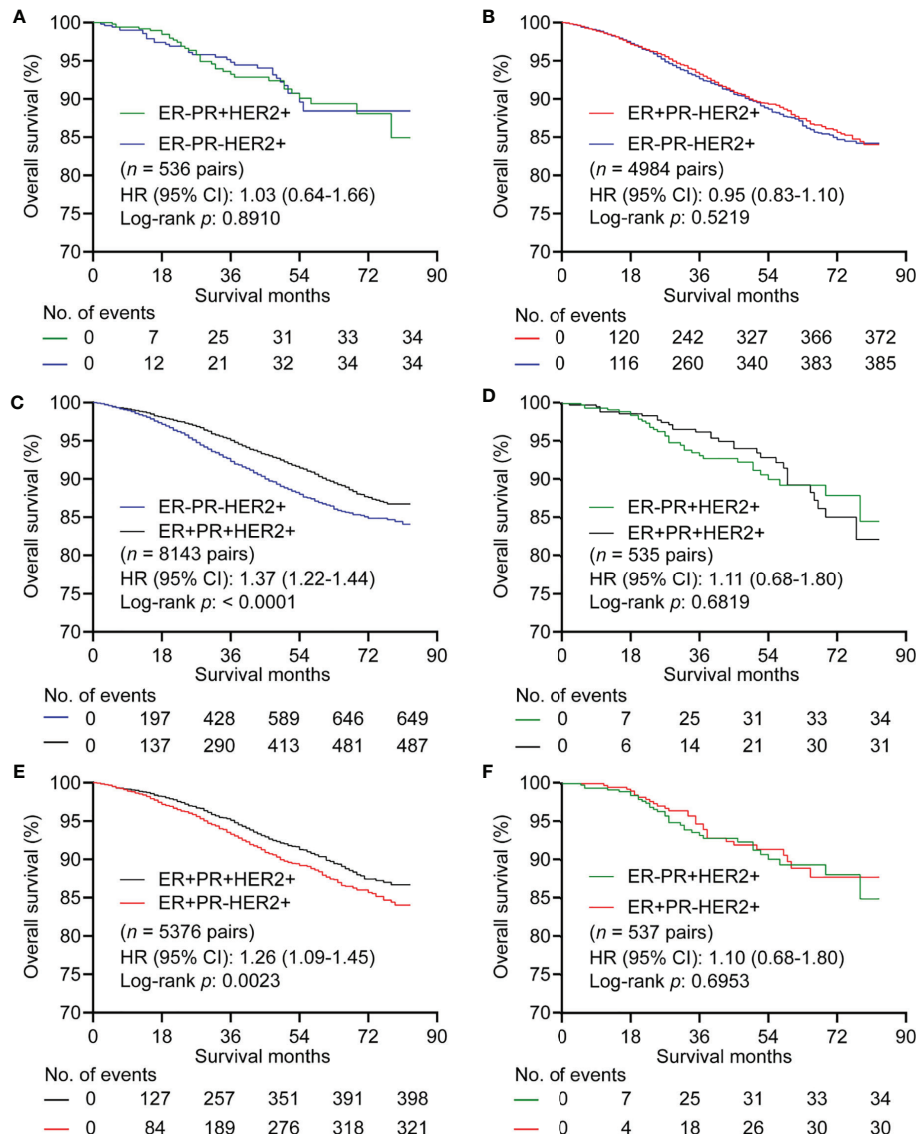 A
Overall survival (%)
100
95
90
85
80
75
70
ER-PR+HER2+
ER-PR-HER2+
(n = 536 pairs)
HR (95% CI): 1.03 (0.64-1.66)
Log-rank p: 0.8910
0 18 36 54 72 90
Survival months
No. of events
0 7 25 31 33 34
0 12 21 32 34 34
B
Overall survival (%)
100
95
90
85
80
75
70
ER+PR-HER2+
ER-PR-HER2+
(n = 4984 pairs)
HR (95% CI): 0.95 (0.83-1.10)
Log-rank p: 0.5219
0 18 36 54 72 90
Survival months
No. of events
0 120 242 327 366 372
0 116 260 340 383 385
C
Overall survival (%)
100
95
90
85
80
75
70
ER-PR-HER2+
ER+PR+HER2+
(n = 8143 pairs)
HR (95% CI): 1.37 (1.22-1.44)
Log-rank p: < 0.0001
0 18 36 54 72 90
Survival months
No. of events
0 197 428 589 646 649
0 137 290 413 481 487
D
Overall survival (%)
100
95
90
85
80
75
70
ER-PR+HER2+
ER+PR+HER2+
(n = 535 pairs)
HR (95% CI): 1.11 (0.68-1.80)
Log-rank p: 0.6819
0 18 36 54 72 90
Survival months
No. of events
0 7 25 31 33 34
0 6 14 21 30 31
E
Overall survival (%)
100
95
90
85
80
75
70
ER+PR+HER2+
ER+PR-HER2+
(n = 5376 pairs)
HR (95% CI): 1.26 (1.09-1.45)
Log-rank p: 0.0023
0 18 36 54 72 90
Survival months
No. of events
0 127 257 351 391 398
0 84 189 276 318 321
F
Overall survival (%)
100
95
90
85
80
75
70
ER-PR+HER2+
ER+PR-HER2+
(n = 537 pairs)
HR (95% CI): 1.10 (0.68-1.80)
Log-rank p: 0.6953
0 18 36 54 72 90
Survival months
No. of events
0 7 25 31 33 34
0 4 18 26 30 30